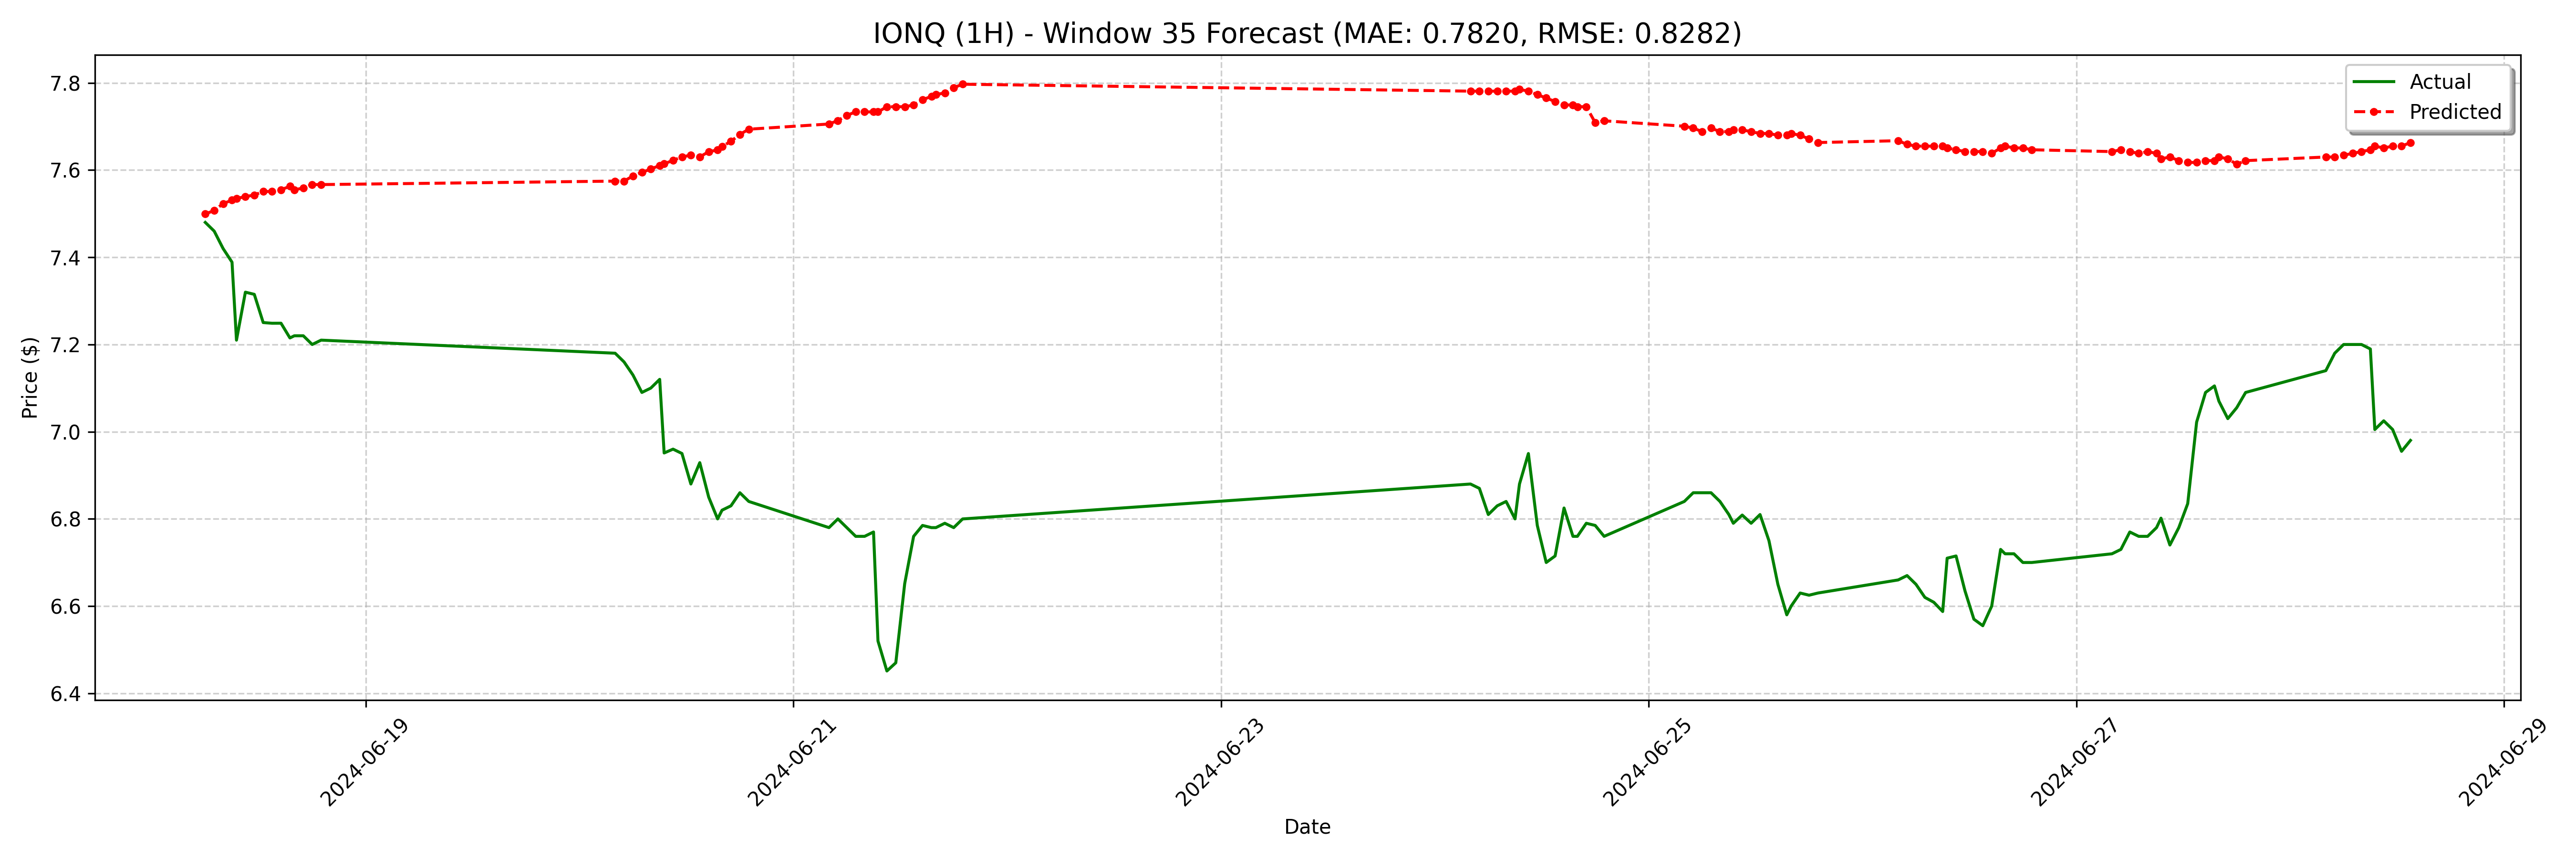 IONQ (1H) - Window 35 Forecast (MAE: 0.7820, RMSE: 0.8282)
Actual
Predicted
Price ($)
7.8
7.6
7.4
7.2
7.0
6.8
6.6
6.4
2024-06-19
2024-06-21
2024-06-23
2024-06-25
2024-06-27
2024-06-29
Date